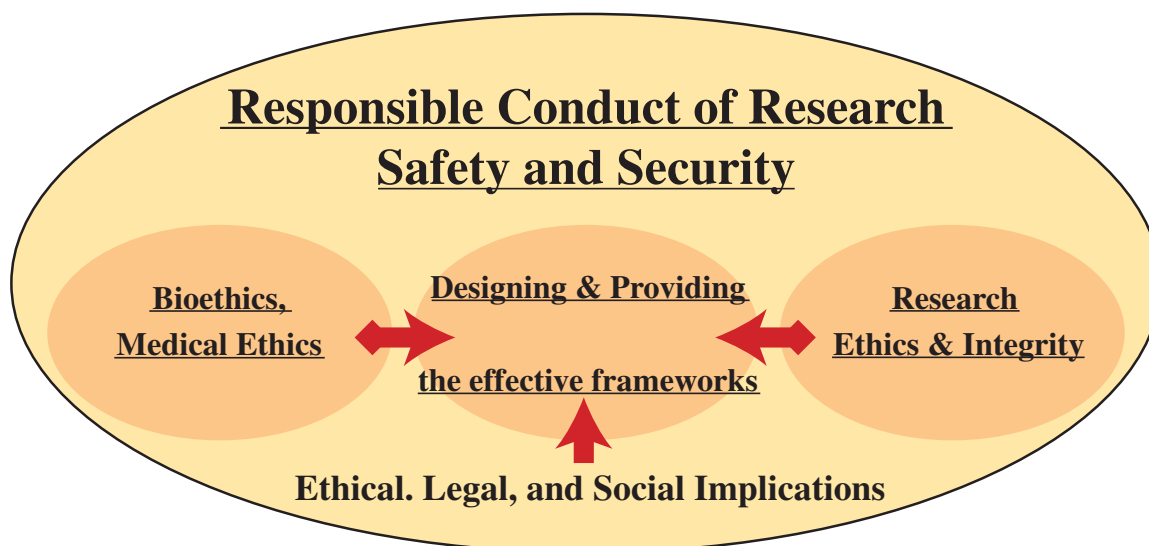 Responsible Conduct of Research
Safety and Security
Bioethics,
Medical Ethics
Designing & Providing
the effective frameworks
Research
Ethics & Integrity
Ethical. Legal, and Social Implications